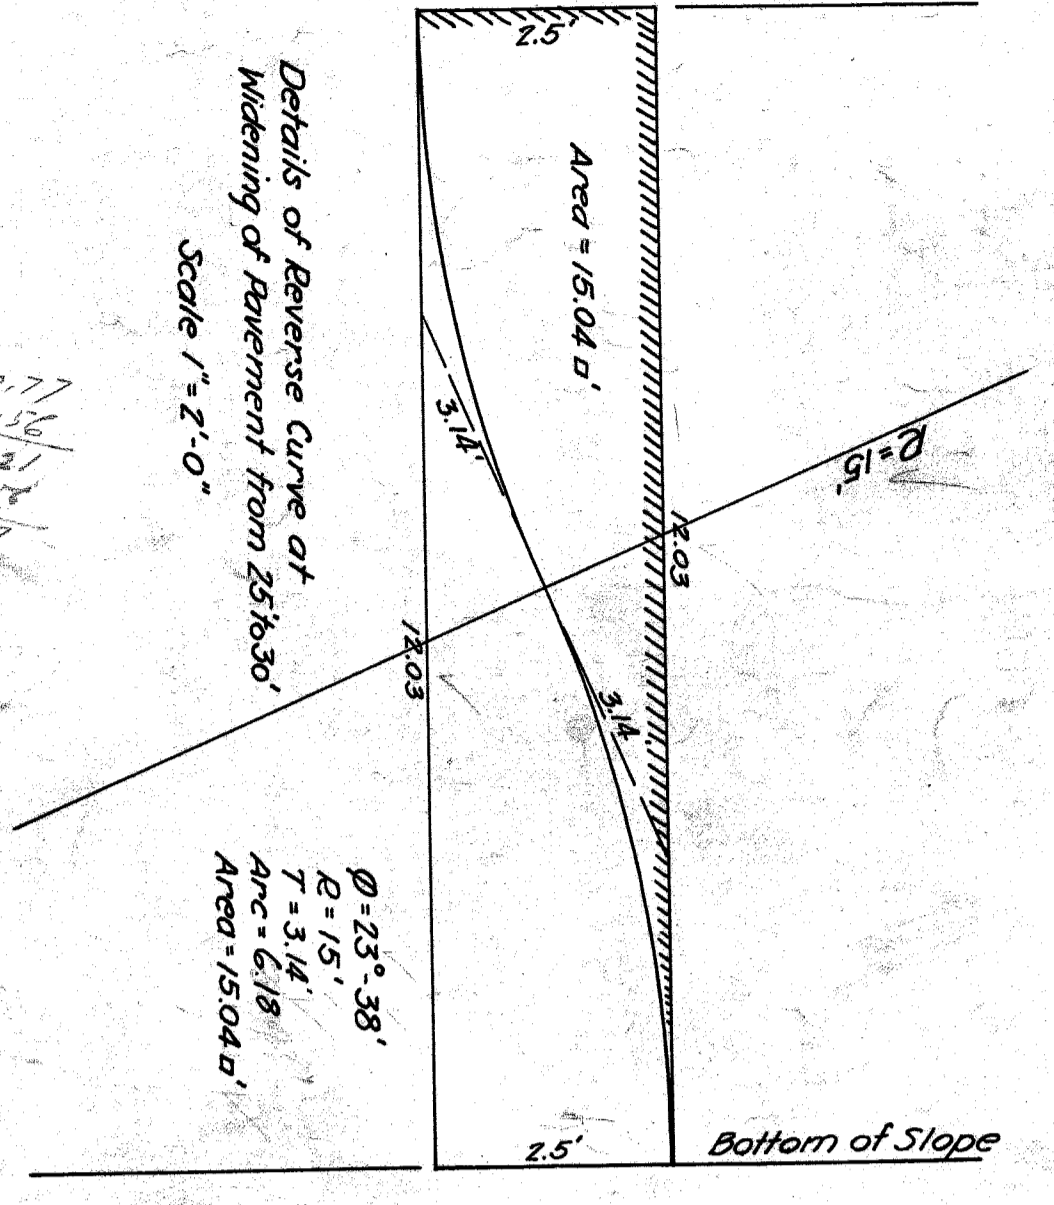 2.5'
Area = 15.04 □'
Details of Reverse Curve at
Widening of Pavement from 25 to 30'
Scale 1" = 2'-0"
3.14'
R = 15'
12.03
12.03
3.14
Ø = 23°-38'
R = 15'
T = 3.14'
Arc = 6.18
Area = 15.04 □'
2.5'
Bottom of Slope